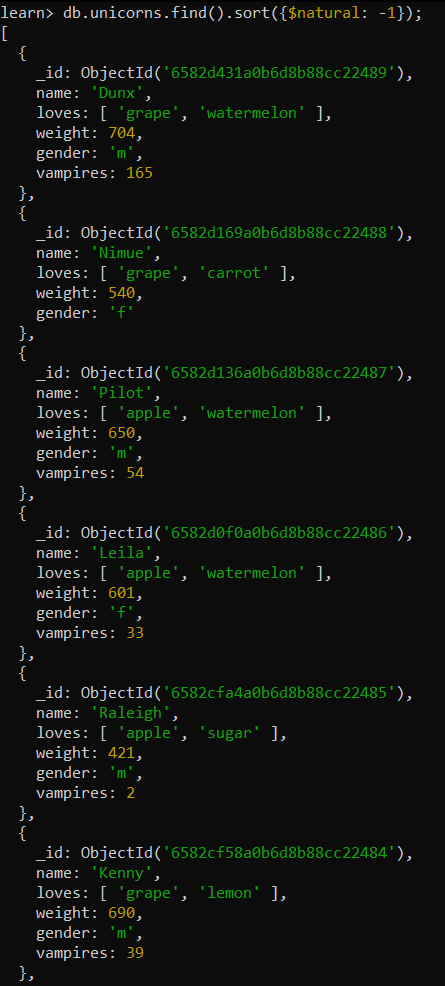 learn> db.unicorns.find().sort({$natural: -1});
[
  {
    _id: ObjectId('6582d431a0b6d8b88cc22489'),
    name: 'Dunx',
    loves: [ 'grape', 'watermelon' ],
    weight: 704,
    gender: 'm',
    vampires: 165
  },
  {
    _id: ObjectId('6582d169a0b6d8b88cc22488'),
    name: 'Nimue',
    loves: [ 'grape', 'carrot' ],
    weight: 540,
    gender: 'f'
  },
  {
    _id: ObjectId('6582d136a0b6d8b88cc22487'),
    name: 'Pilot',
    loves: [ 'apple', 'watermelon' ],
    weight: 650,
    gender: 'm',
    vampires: 54
  },
  {
    _id: ObjectId('6582d0f0a0b6d8b88cc22486'),
    name: 'Leila',
    loves: [ 'apple', 'watermelon' ],
    weight: 601,
    gender: 'f',
    vampires: 33
  },
  {
    _id: ObjectId('6582cfa4a0b6d8b88cc22485'),
    name: 'Raleigh',
    loves: [ 'apple', 'sugar' ],
    weight: 421,
    gender: 'm',
    vampires: 2
  },
  {
    _id: ObjectId('6582cf58a0b6d8b88cc22484'),
    name: 'Kenny',
    loves: [ 'grape', 'lemon' ],
    weight: 690,
    gender: 'm',
    vampires: 39
  },